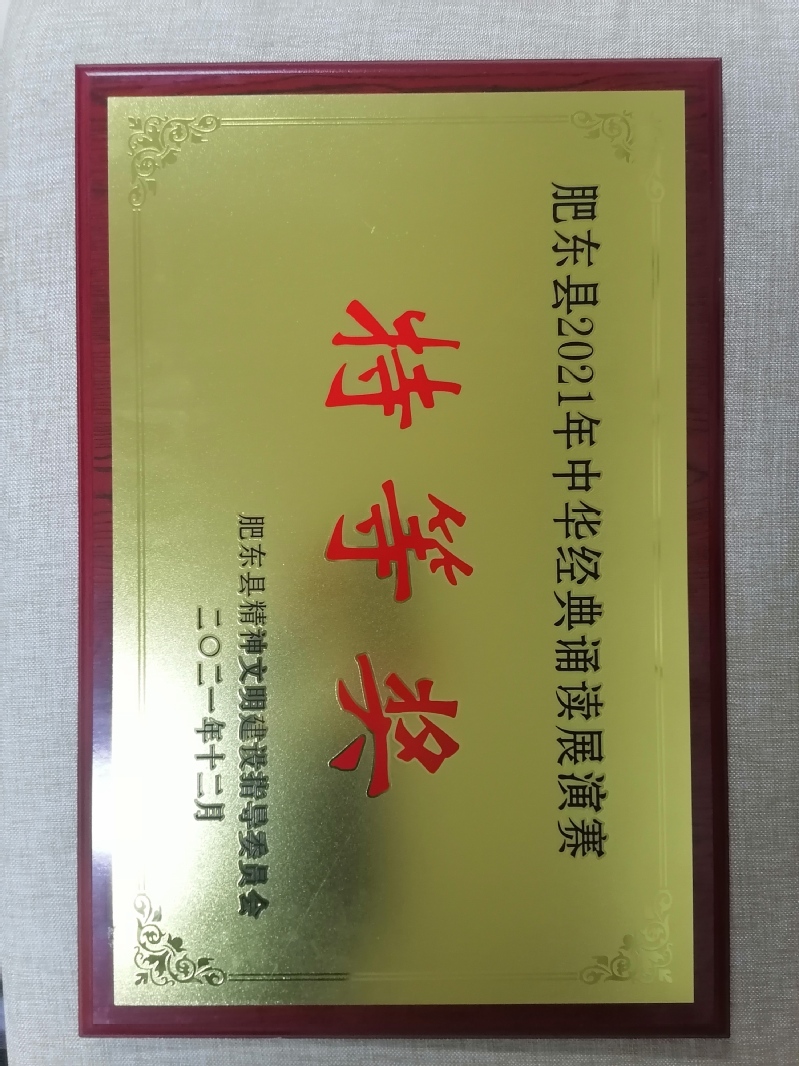 肥东县2021年中华经典诵读展演赛
特等奖
肥东县精神文明建设指导委员会
二〇二一年十二月